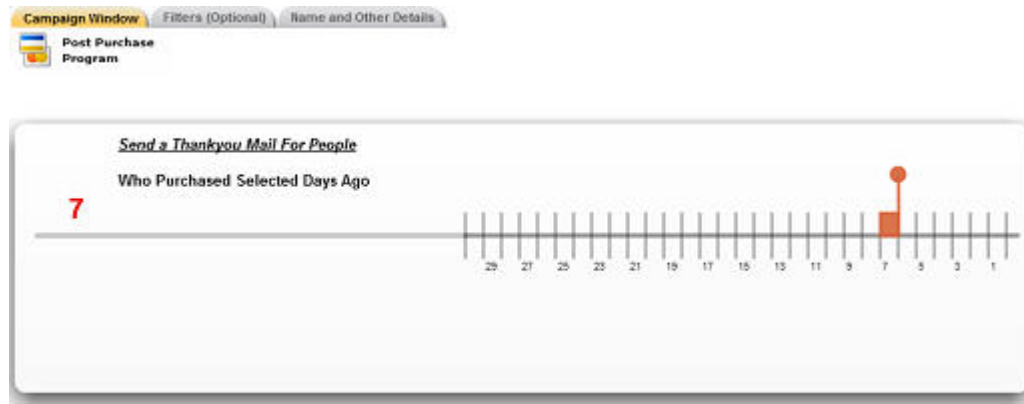 Campaign Window Filters (Optional) Name and Other Details
Post Purchase
Program
Send a Thankyou Mail For People
Who Purchased Selected Days Ago
7
29 27 25 23 21 19 17 15 13 11 9 7 5 3 1